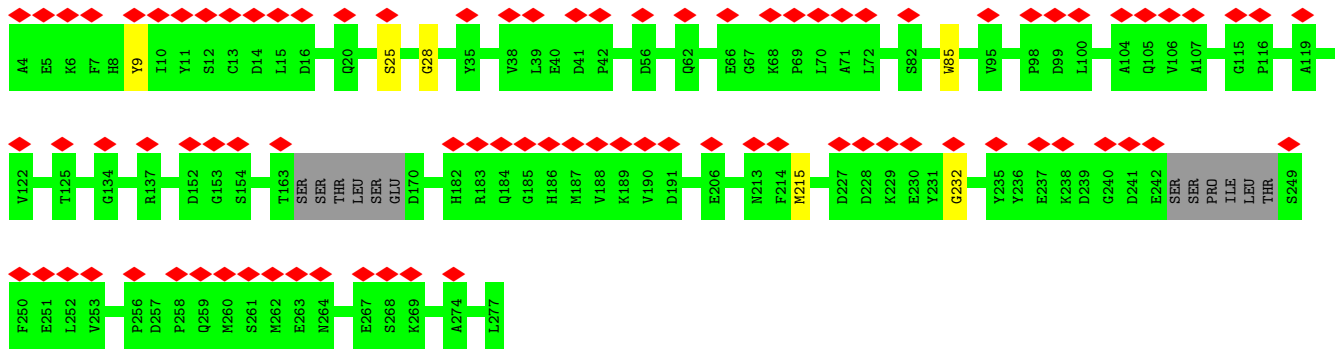 A4 E5 K6 F7 H8 Y9 I10 Y11 S12 C13 D14 L15 D16 Q20 S25 G28 Y35 V38 L39 E40 D41 P42 D56 Q62 E66 G67 K68 P69 L70 A71 L72 S82 W85 V95 P98 D99 L100 A104 Q105 V106 A107 G115 P116 A119
V122 T125 G134 R137 D152 G153 S154 T163 SER SER THR LEU SER GLU D170 H182 R183 Q184 G185 H186 M187 V188 K189 V190 D191 E206 N213 F214 M215 D227 D228 K229 E230 Y231 G232 Y235 Y236 E237 K238 D239 G240 D241 E242 SER SER PRO ILE LEU THR S249
F250 E251 L252 V253 P256 D257 P258 Q259 M260 S261 M262 E263 N264 E267 S268 K269 A274 L277